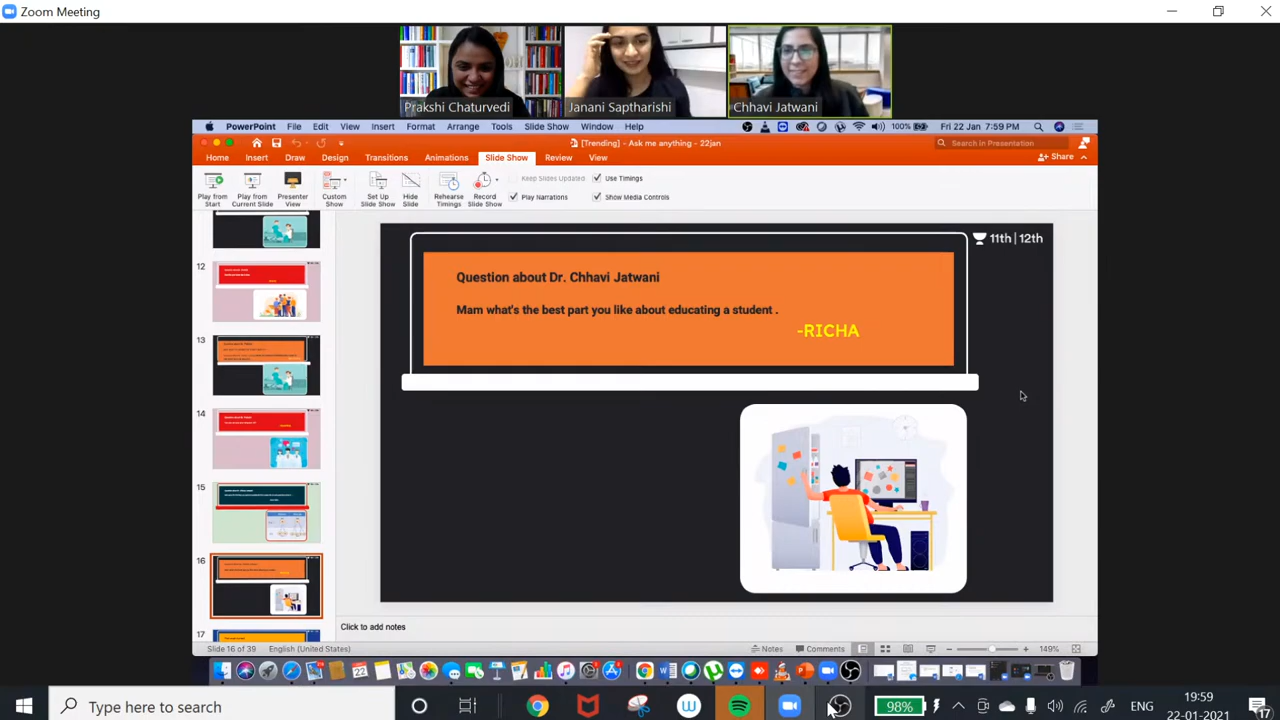 Zoom Meeting
Prakshi Chaturvedi
Janani Saptharishi
Chhavi Jatwani
PowerPoint File Edit View Insert Format Arrange Tools Slide Show Window Help
100% Fri 22 Jan 7:59 PM
[Trending] - Ask me anything - 22jan
Search in Presentation
Home Insert Draw Design Transitions Animations Slide Show Review View
Share
Play from Start
Play from Current Slide
Presenter View
Custom Show
Set Up Slide Show
Hide Slide
Rehearse Timings
Record Slide Show
Keep Slides Updated
Use Timings
Play Narrations
Show Media Controls
12
13
14
15
16
17
11th | 12th
Question about Dr. Chhavi Jatwani
Mam what's the best part you like about educating a student .
-RICHA
Click to add notes
Slide 16 of 39 English (United States)
Notes Comments 149%
Type here to search
98%
ENG
19:59
22-01-2021
17